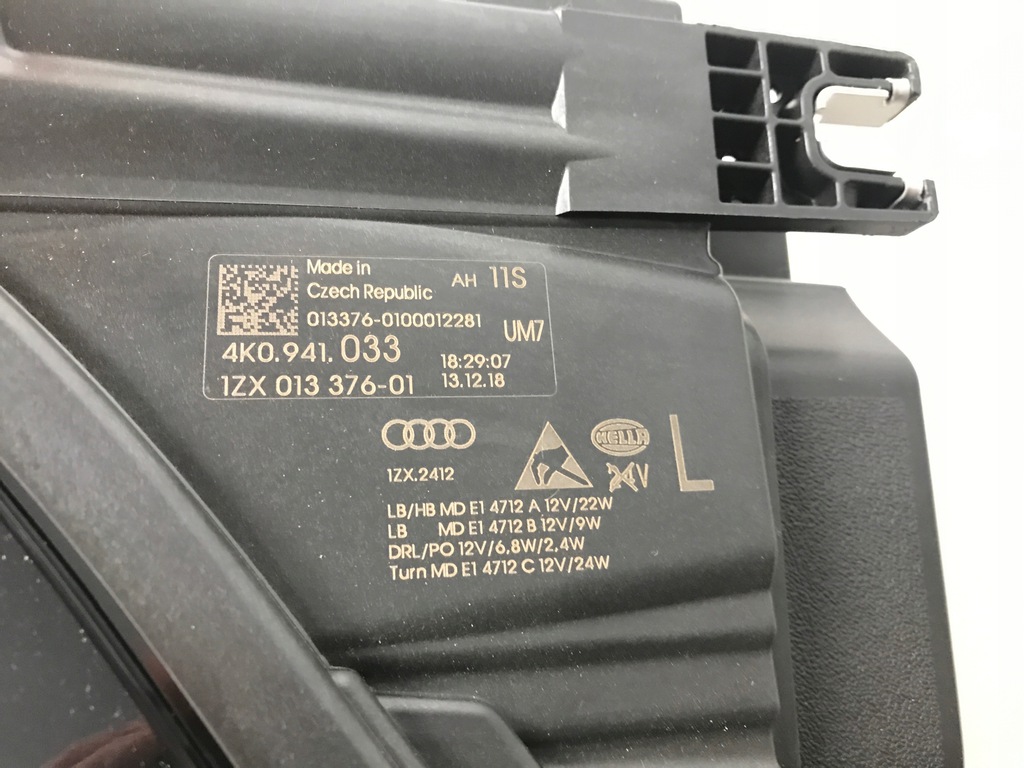 Made in
Czech Republic
AH 11S
013376-0100012281
UM7
4K0.941.033
18:29:07
1ZX 013 376-01
13.12.18
HELLA
1ZX.2412
24V
L
LB/HB MD E1 4712 A 12V/22W
LB MD E1 4712 B 12V/9W
DRL/PO 12V/6,8W/2,4W
Turn MD E1 4712 C 12V/24W